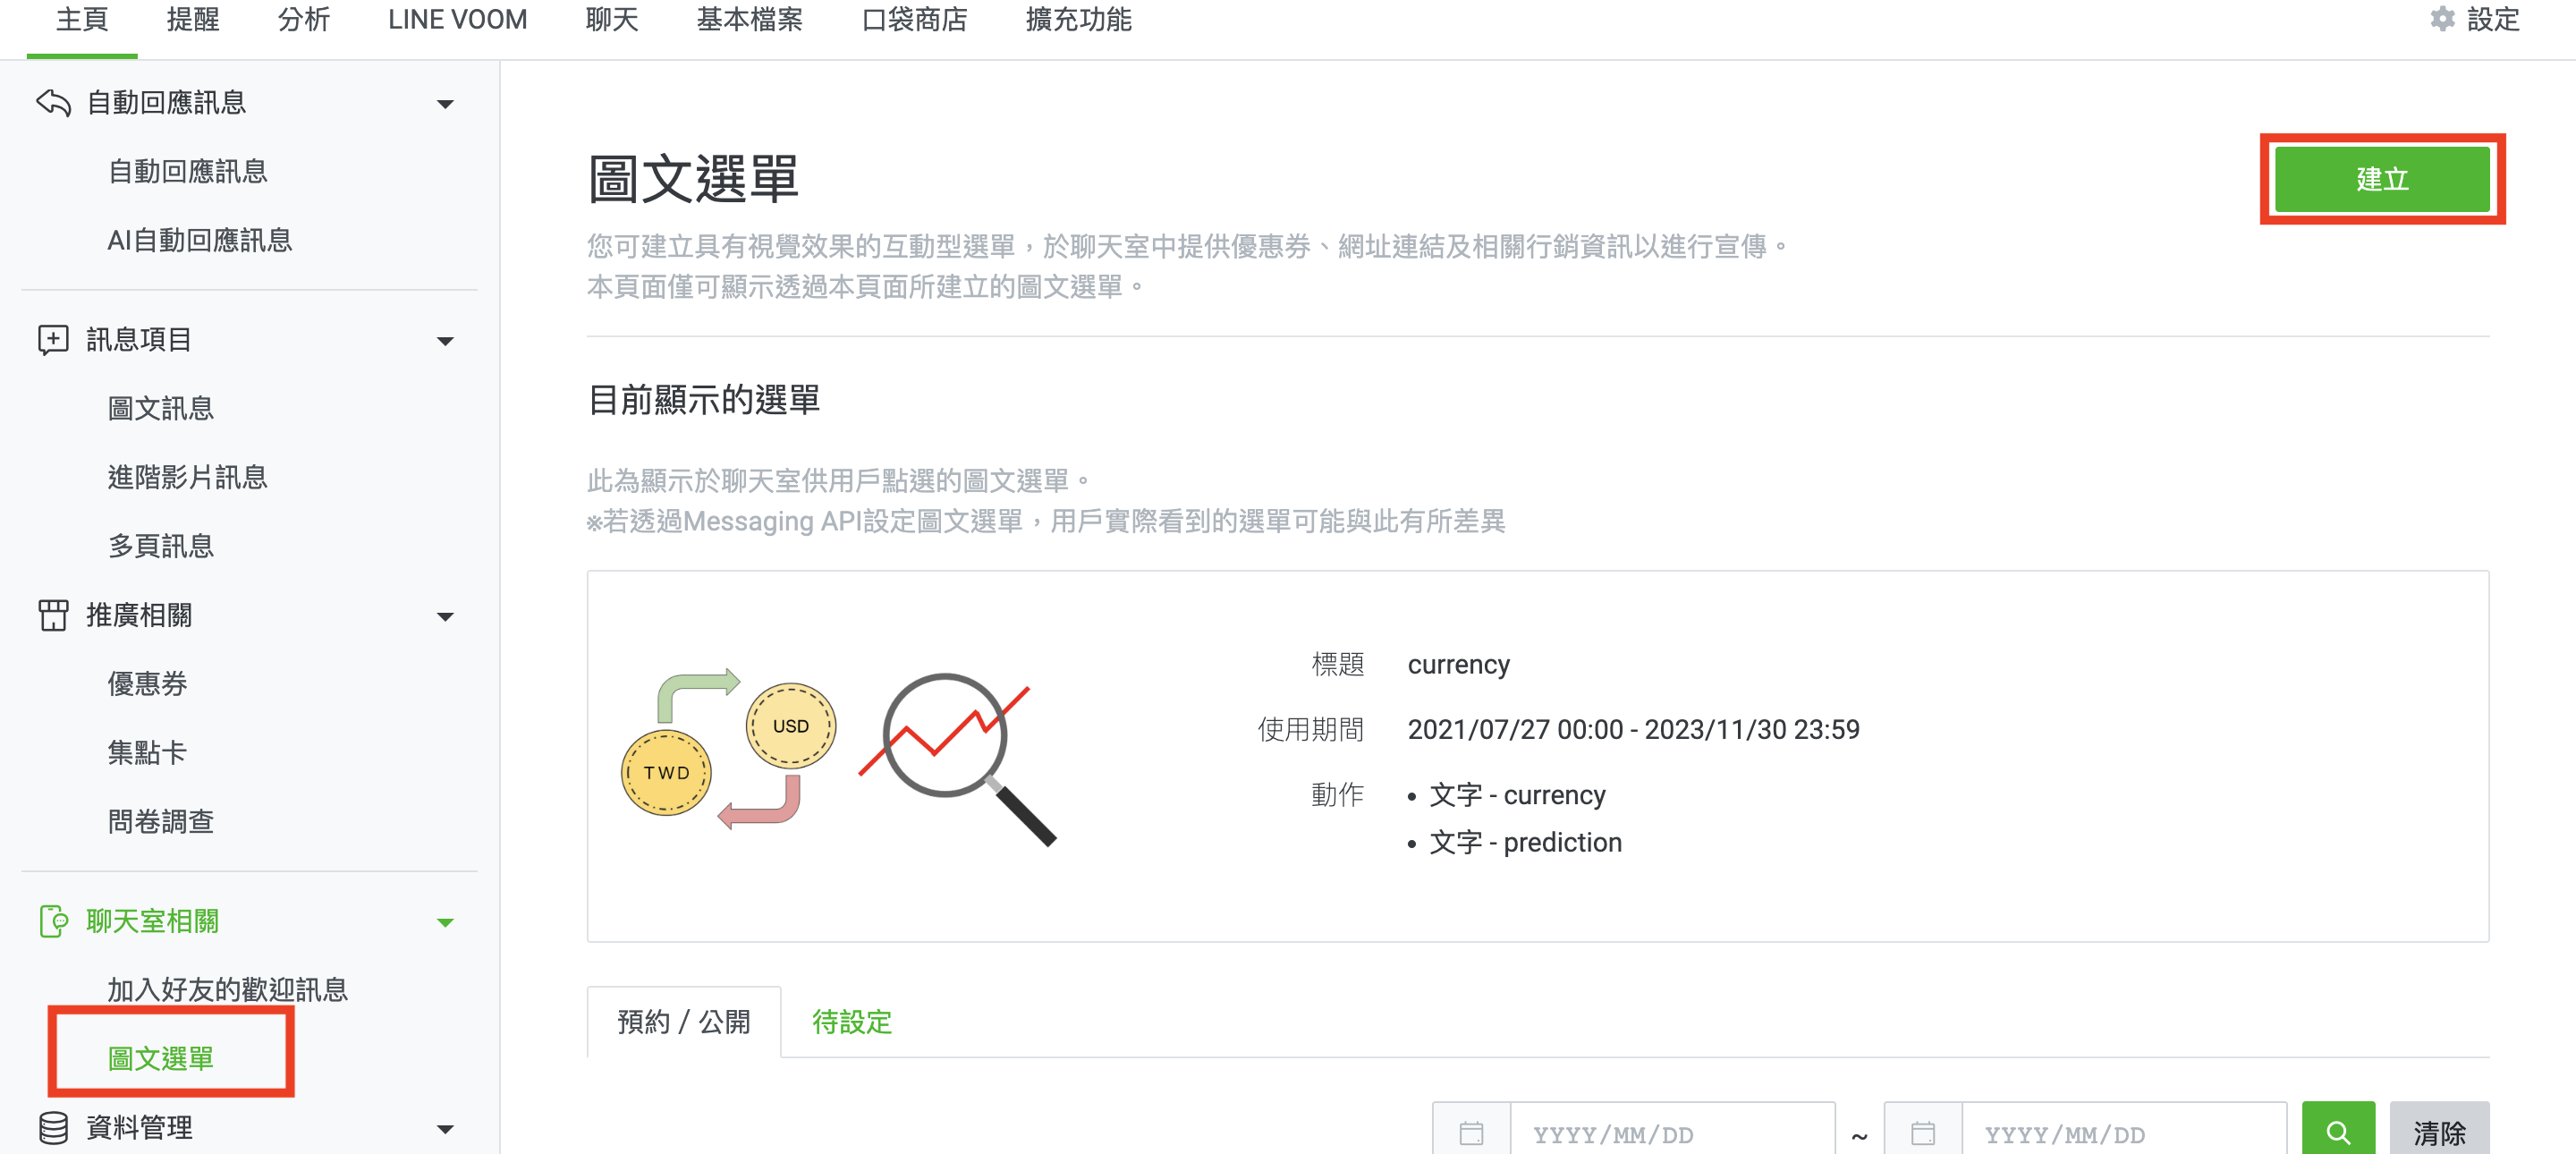 主頁
提醒
分析
LINE VOOM
聊天
基本檔案
口袋商店
擴充功能
設定
自動回應訊息
自動回應訊息
AI自動回應訊息
訊息項目
圖文訊息
進階影片訊息
多頁訊息
推廣相關
優惠券
集點卡
問卷調查
聊天室相關
加入好友的歡迎訊息
圖文選單
資料管理
圖文選單
建立
您可建立具有視覺效果的互動型選單，於聊天室中提供優惠券、網址連結及相關行銷資訊以進行宣傳。
本頁面僅可顯示透過本頁面所建立的圖文選單。
目前顯示的選單
此為顯示於聊天室供用戶點選的圖文選單。
※若透過Messaging API設定圖文選單，用戶實際看到的選單可能與此有所差異
USD
TWD
標題 currency
使用期間 2021/07/27 00:00 - 2023/11/30 23:59
動作 • 文字 - currency
• 文字 - prediction
預約 / 公開
待設定
YYYY/MM/DD ~ YYYY/MM/DD
清除